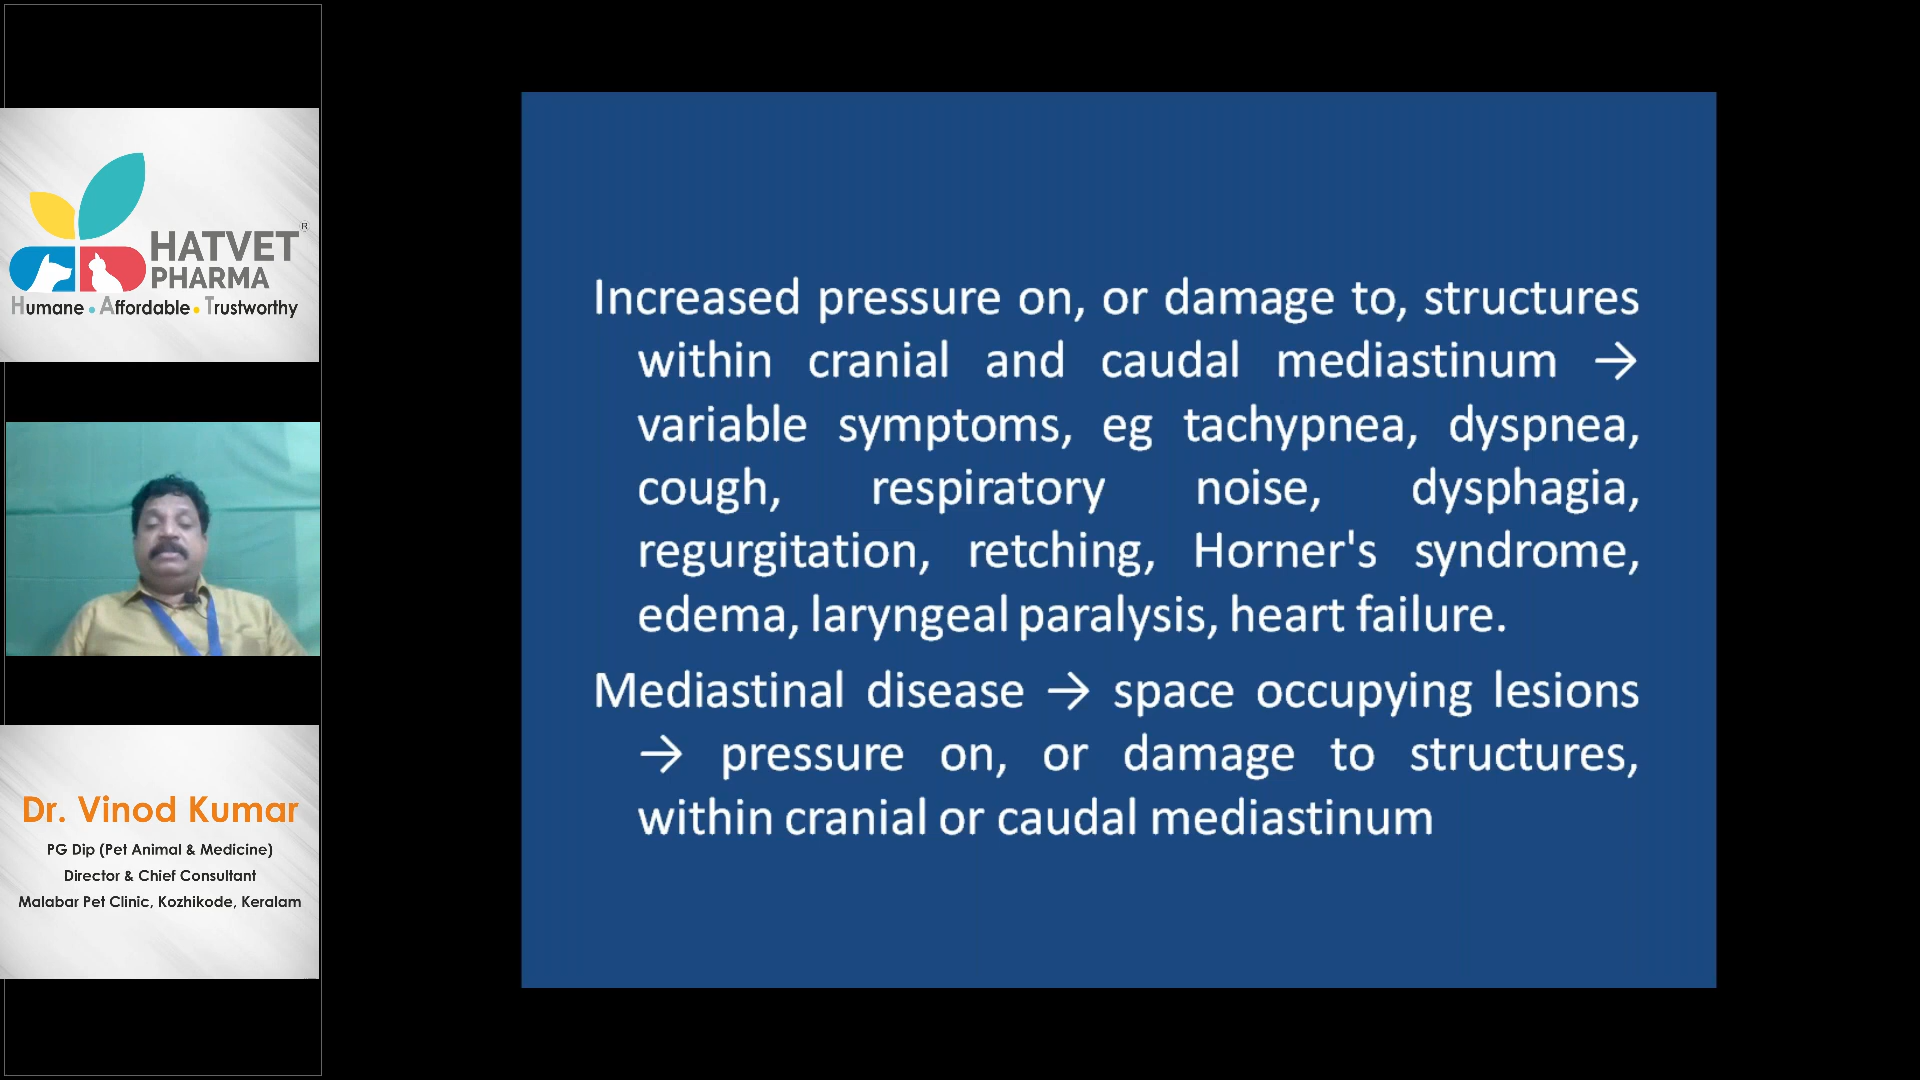 HATVET®
PHARMA
Humane • Affordable • Trustworthy
Dr. Vinod Kumar
PG Dip (Pet Animal & Medicine)
Director & Chief Consultant
Malabar Pet Clinic, Kozhikode, Keralam
Increased pressure on, or damage to, structures
within cranial and caudal mediastinum →
variable symptoms, eg tachypnea, dyspnea,
cough, respiratory noise, dysphagia,
regurgitation, retching, Horner's syndrome,
edema, laryngeal paralysis, heart failure.
Mediastinal disease → space occupying lesions
→ pressure on, or damage to structures,
within cranial or caudal mediastinum